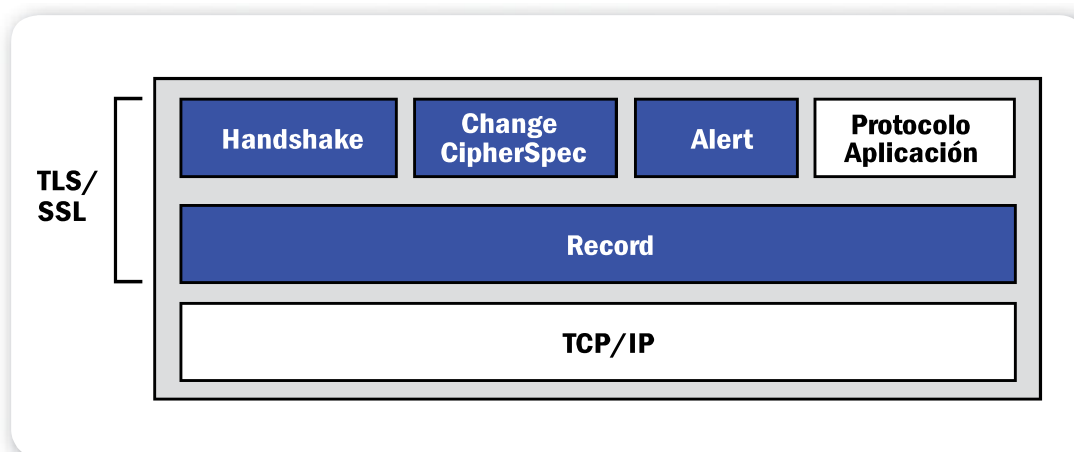 TLS/
SSL
Handshake
Change
CipherSpec
Alert
Protocolo
Aplicación
Record
TCP/IP